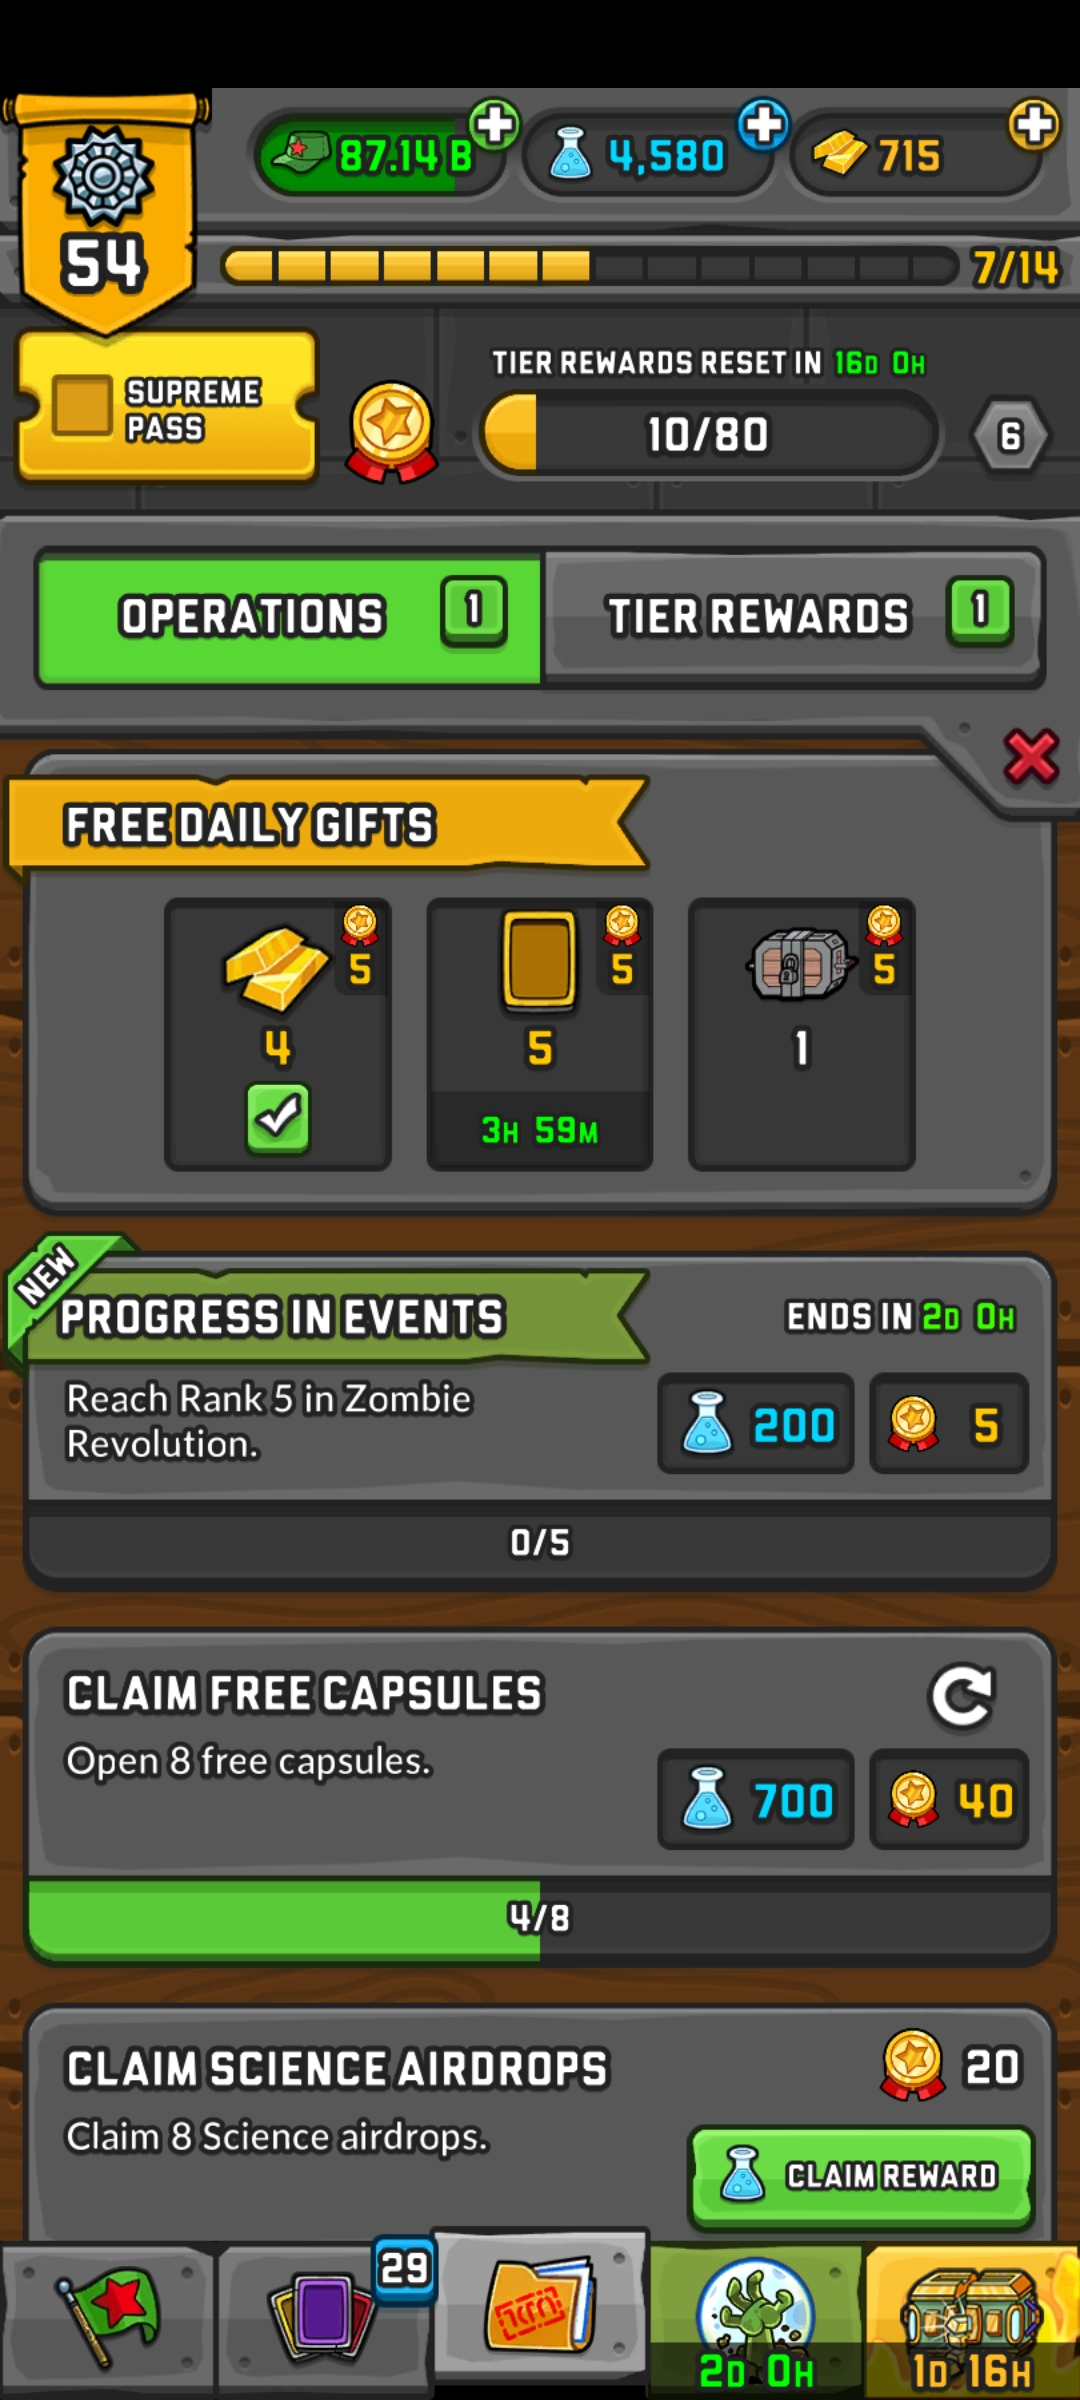 87.14 B
4,580
715
54
7/14
SUPREME
PASS
TIER REWARDS RESET IN 16D 0H
10/80
6
OPERATIONS 1
TIER REWARDS 1
FREE DAILY GIFTS
5
5
5
4
5
1
3H 59M
NEW
PROGRESS IN EVENTS
ENDS IN 2D 0H
Reach Rank 5 in Zombie
Revolution.
200
5
0/5
CLAIM FREE CAPSULES
Open 8 free capsules.
700
40
4/8
CLAIM SCIENCE AIRDROPS
20
Claim 8 Science airdrops.
CLAIM REWARD
29
2D 0H
1D 16H